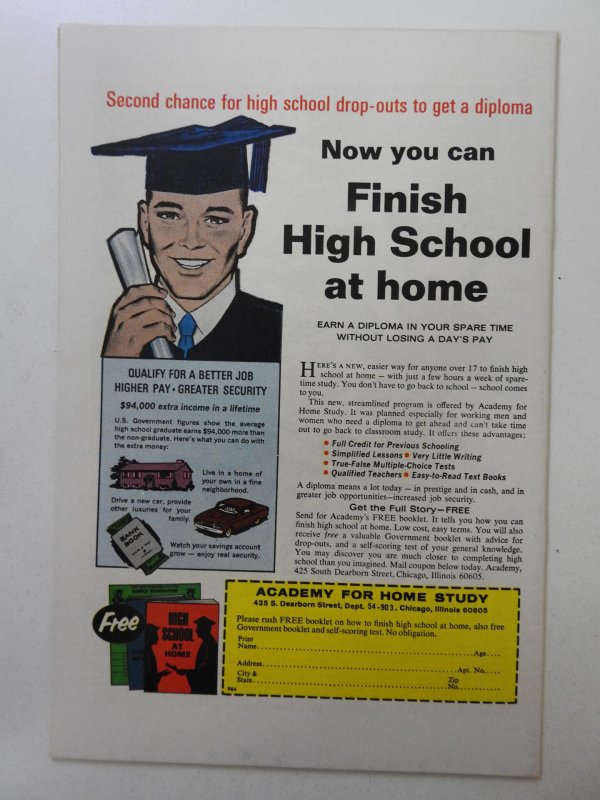 Second chance for high school drop-outs to get a diploma
Now you can
Finish
High School
at home
EARN A DIPLOMA IN YOUR SPARE TIME
WITHOUT LOSING A DAY'S PAY
HERE'S A NEW, easier way for anyone over 17 to finish high
school at home — with just a few hours a week of spare-
time study. You don't have to go back to school — school comes
to you.
This new, streamlined program is offered by Academy for
Home Study. It was planned especially for working men and
women who need a diploma to get ahead and can't take time
out to go back to classroom study. It offers these advantages:
• Full Credit for Previous Schooling
• Simplified Lessons • Very Little Writing
• True-False Multiple-Choice Tests
• Qualified Teachers • Easy-to-Read Text Books
A diploma means a lot today — in prestige and in cash, and in
greater job opportunities—increased job security.
Get the Full Story—FREE
Send for Academy's FREE booklet. It tells you how you can
finish high school at home. Low cost, easy terms. You will also
receive free a valuable Government booklet with advice for
drop-outs, and a self-scoring test of your general knowledge.
You may discover you are much closer to completing high
school than you imagined. Mail coupon below today. Academy,
425 South Dearborn Street, Chicago, Illinois 60605.
QUALIFY FOR A BETTER JOB
HIGHER PAY • GREATER SECURITY
$94,000 extra income in a lifetime
U.S. Government figures show the average
high school graduate earns $94,000 more than
the non-graduate. Here's what you can do with
the extra money:
Live in a home of
your own in a fine
neighborhood.
Drive a new car, provide
other luxuries for your
family.
BANK
BOOK
Watch your savings account
grow — enjoy real security.
Free
HIGH
SCHOOL
AT
HOME
ACADEMY FOR HOME STUDY
425 S. Dearborn Street, Dept. 54-903, Chicago, Illinois 60605
Please rush FREE booklet on how to finish high school at home, also free
Government booklet and self-scoring test. No obligation.
Print
Name Age
Address Apt. No.
City & Zip
State No.